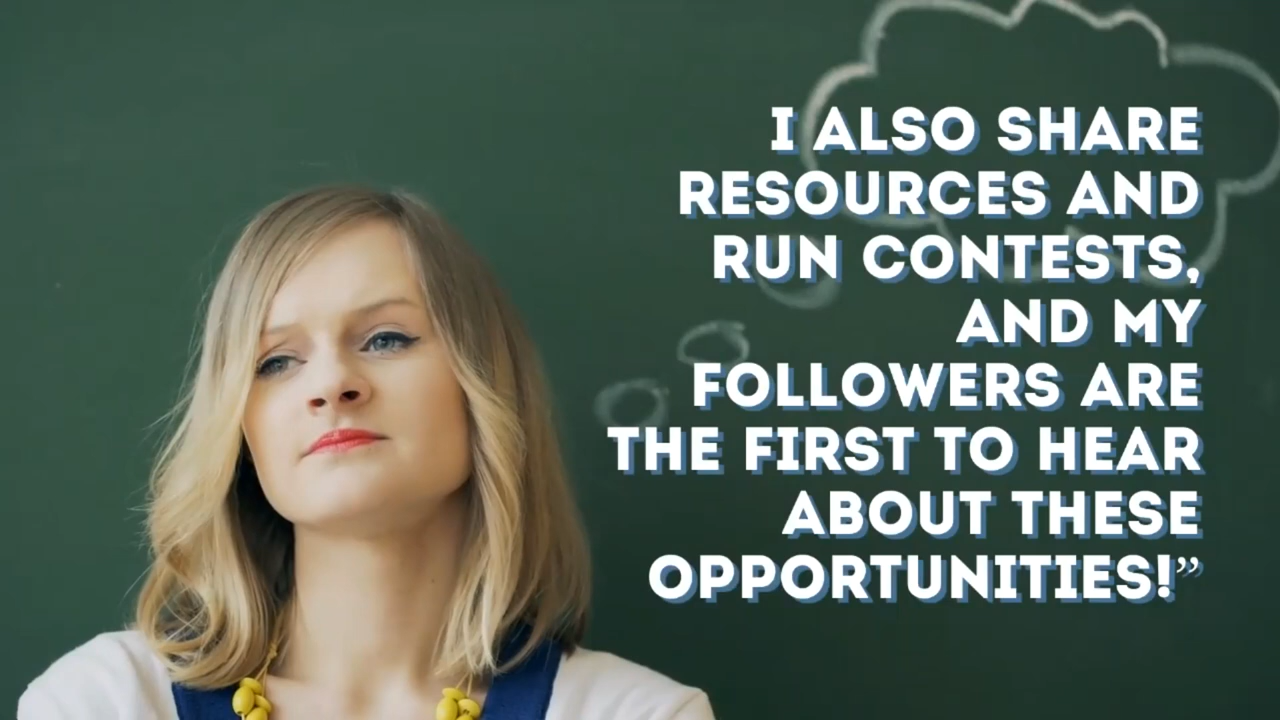 I ALSO SHARE
RESOURCES AND
RUN CONTESTS,
AND MY
FOLLOWERS ARE
THE FIRST TO HEAR
ABOUT THESE
OPPORTUNITIES!”